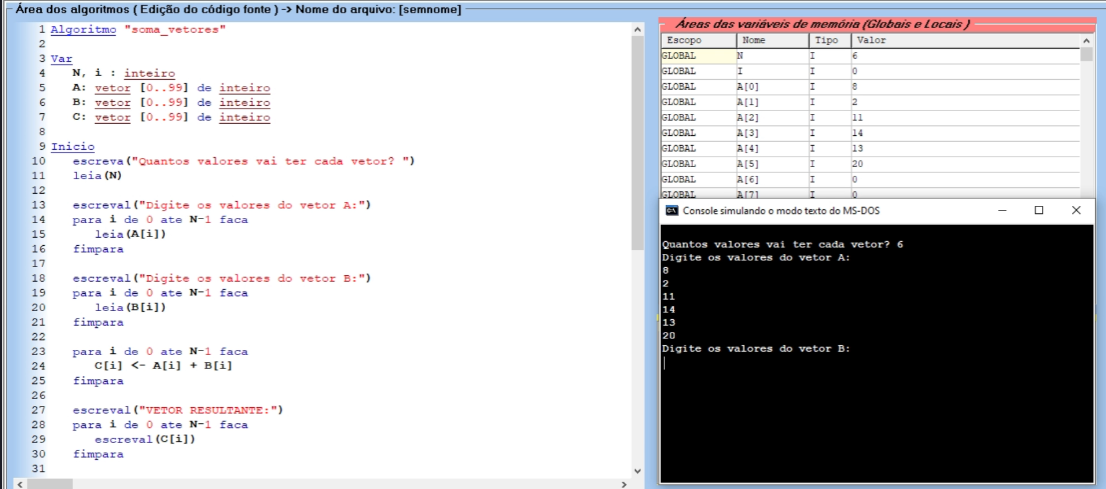 Área dos algoritmos ( Edição do código fonte ) -> Nome do arquivo: [semnome]
1 Algoritmo "soma_vetores"
2
3 Var
4 N, i : inteiro
5 A: vetor [0..99] de inteiro
6 B: vetor [0..99] de inteiro
7 C: vetor [0..99] de inteiro
8
9 Inicio
10 escreva("Quantos valores vai ter cada vetor? ")
11 leia(N)
12
13 escreval("Digite os valores do vetor A:")
14 para i de 0 ate N-1 faca
15 leia(A[i])
16 fimpara
17
18 escreval("Digite os valores do vetor B:")
19 para i de 0 ate N-1 faca
20 leia(B[i])
21 fimpara
22
23 para i de 0 ate N-1 faca
24 C[i] <- A[i] + B[i]
25 fimpara
26
27 escreval("VETOR RESULTANTE:")
28 para i de 0 ate N-1 faca
29 escreval(C[i])
30 fimpara
31
Áreas das variáveis de memória (Globais e Locais )
Escopo Nome Tipo Valor
GLOBAL N I 6
GLOBAL I I 0
GLOBAL A[0] I 8
GLOBAL A[1] I 2
GLOBAL A[2] I 11
GLOBAL A[3] I 14
GLOBAL A[4] I 13
GLOBAL A[5] I 20
GLOBAL A[6] I 0
GLOBAL A[7] I 0
Console simulando o modo texto do MS-DOS
Quantos valores vai ter cada vetor? 6
Digite os valores do vetor A:
8
2
11
14
13
20
Digite os valores do vetor B: